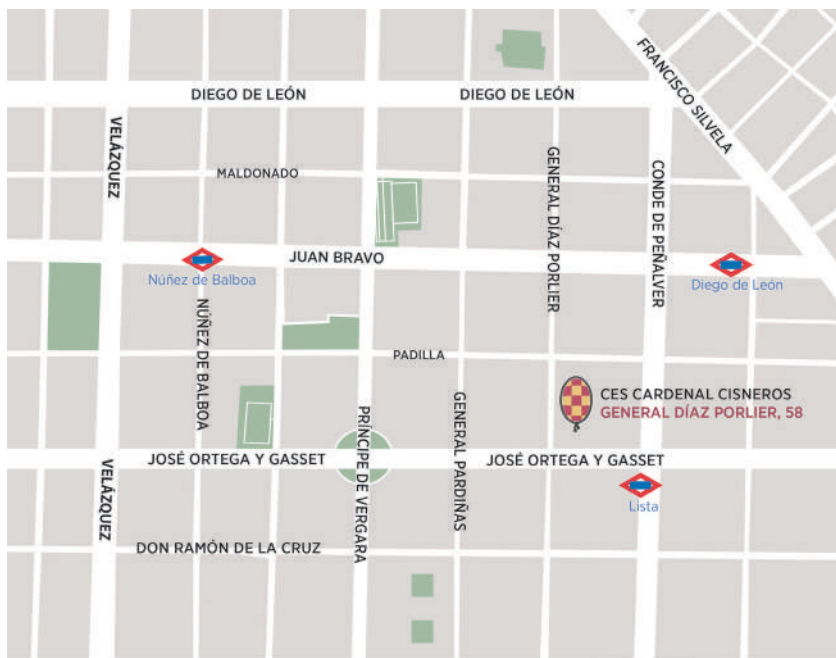 FRANCISCO SILVELA
DIEGO DE LEÓN
DIEGO DE LEÓN
VELÁZQUEZ
MALDONADO
GENERAL DÍAZ PORLIER
CONDE DE PEÑALVER
JUAN BRAVO
Núñez de Balboa
Diego de León
NÚÑEZ DE BALBOA
PADILLA
CES CARDENAL CISNEROS
GENERAL DÍAZ PORLIER, 58
PRÍNCIPE DE VERGARA
GENERAL PARDIÑAS
VELÁZQUEZ
JOSÉ ORTEGA Y GASSET
JOSÉ ORTEGA Y GASSET
Lista
DON RAMÓN DE LA CRUZ